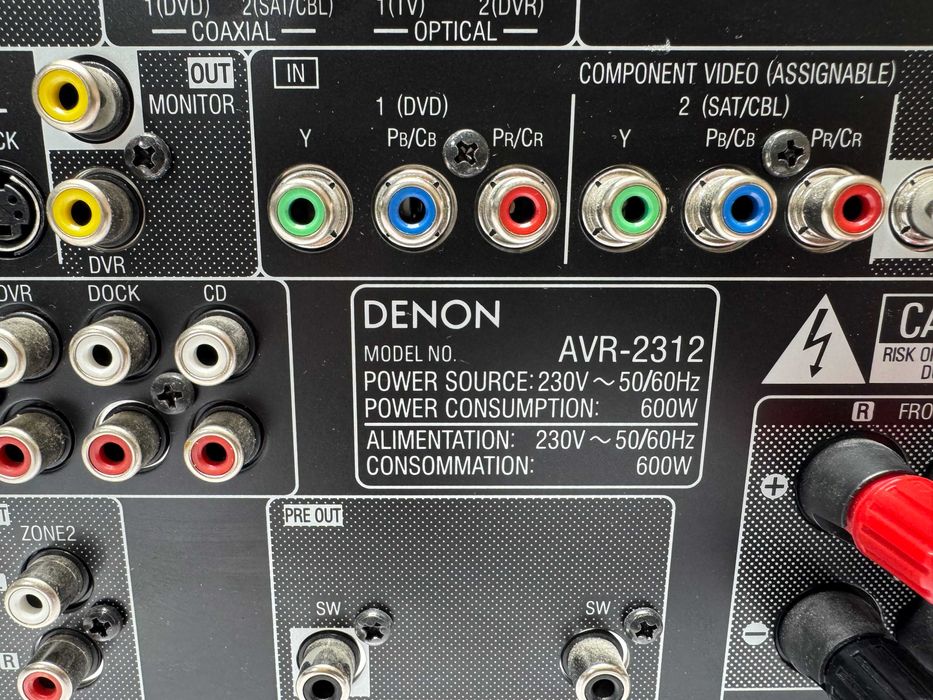 1(DVD) 2(SAT/CBL) 1(TV) 2(DVR)
COAXIAL OPTICAL
OUT
MONITOR
IN
COMPONENT VIDEO (ASSIGNABLE)
1 (DVD) 2 (SAT/CBL)
Y PB/CB PR/CR Y PB/CB PR/CR
DVR
DVR DOCK CD
DENON
MODEL NO. AVR-2312
POWER SOURCE: 230V ~ 50/60Hz
POWER CONSUMPTION: 600W
ALIMENTATION: 230V ~ 50/60Hz
CONSOMMATION: 600W
CA
RISK O
R FRO
+
ZONE2
PRE OUT
SW SW
−
R